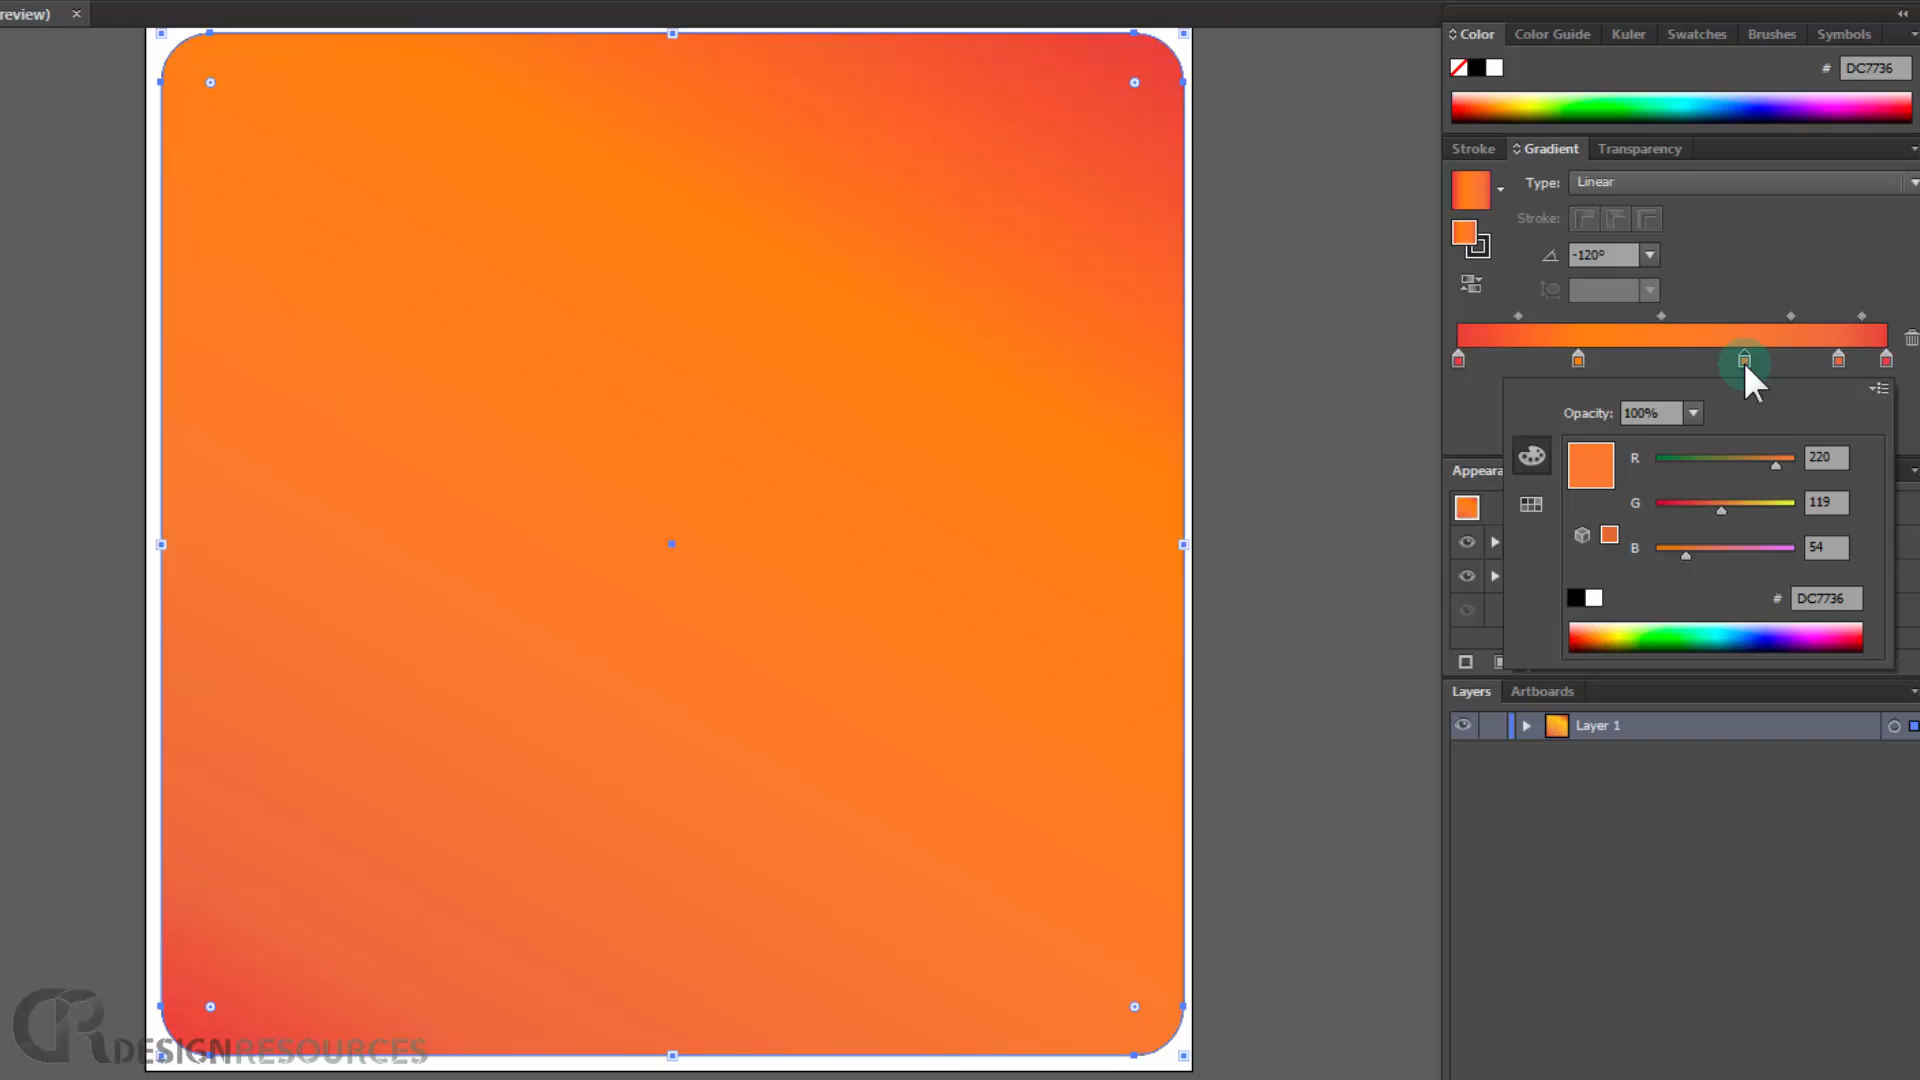 review) ×
Color Color Guide Kuler Swatches Brushes Symbols
# DC7736
Stroke Gradient Transparency
Type: Linear
Stroke:
-120°
Opacity: 100%
R 220
Appeara
G 119
B 54
# DC7736
Layers Artboards
Layer 1
DR DESIGNRESOURCES